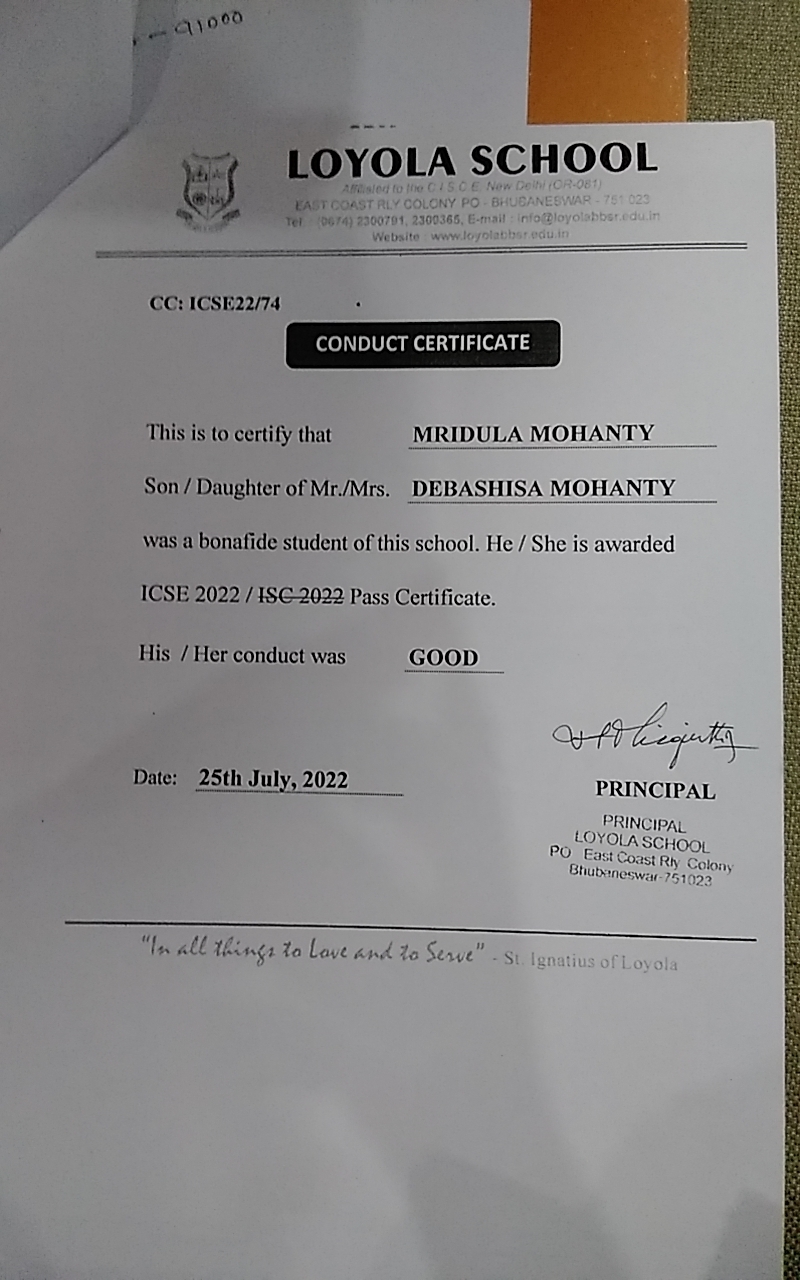 91000
LOYOLA SCHOOL
Affiliated to the C.I.S.C.E. New Delhi (OR-081)
EAST COAST RLY COLONY PO - BHUBANESWAR - 751 023
Tel : (0674) 2300791, 2300365, E-mail : info@loyolabbsr.edu.in
Website : www.loyolabbsr.edu.in
CC: ICSE22/74
CONDUCT CERTIFICATE
This is to certify that MRIDULA MOHANTY
Son / Daughter of Mr./Mrs. DEBASHISA MOHANTY
was a bonafide student of this school. He / She is awarded
ICSE 2022 / ISC 2022 Pass Certificate.
His / Her conduct was GOOD
Date: 25th July, 2022
PRINCIPAL
PRINCIPAL
LOYOLA SCHOOL
PO East Coast Rly Colony
Bhubaneswar-751023
"In all things to Love and to Serve" - St. Ignatius of Loyola